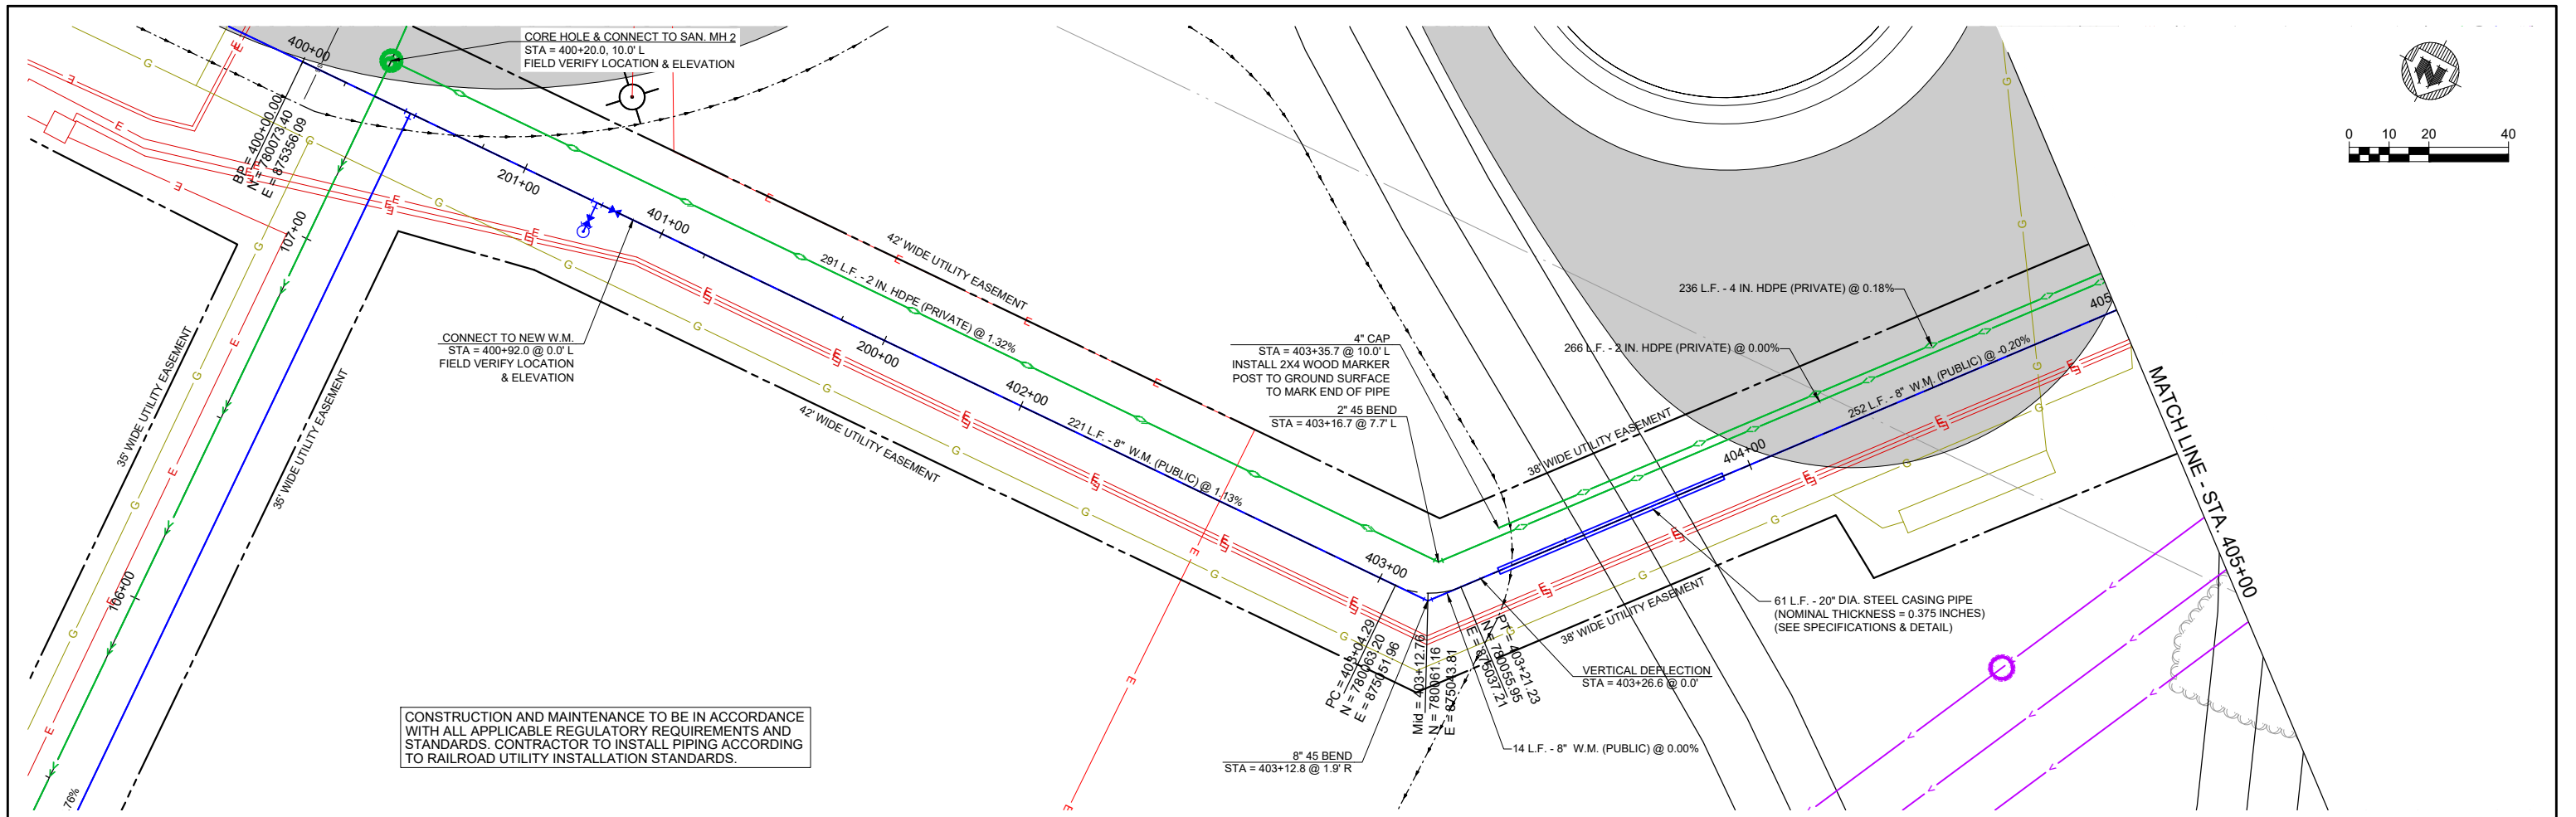 400+00
CORE HOLE & CONNECT TO SAN. MH 2
STA = 400+20.0, 10.0' L
FIELD VERIFY LOCATION & ELEVATION
N
0 10 20 40
BP = 400+00.00
N = 780073.40
E = 875356.09
107+00
201+00
401+00
42' WIDE UTILITY EASEMENT
291 L.F. - 2 IN. HDPE (PRIVATE) @ 1.32%
CONNECT TO NEW W.M.
STA = 400+92.0 @ 0.0' L
FIELD VERIFY LOCATION
& ELEVATION
200+00
402+00
35' WIDE UTILITY EASEMENT
35' WIDE UTILITY EASEMENT
42' WIDE UTILITY EASEMENT
221 L.F. - 8" W.M. (PUBLIC) @ 1.13%
4" CAP
STA = 403+35.7 @ 10.0' L
INSTALL 2X4 WOOD MARKER
POST TO GROUND SURFACE
TO MARK END OF PIPE
2" 45 BEND
STA = 403+16.7 @ 7.7' L
236 L.F. - 4 IN. HDPE (PRIVATE) @ 0.18%
266 L.F. - 2 IN. HDPE (PRIVATE) @ 0.00%
252 L.F. - 8" W.M. (PUBLIC) @ -0.20%
405
38' WIDE UTILITY EASEMENT
404+00
MATCH LINE - STA. 405+00
403+00
106+00
61 L.F. - 20" DIA. STEEL CASING PIPE
(NOMINAL THICKNESS = 0.375 INCHES)
(SEE SPECIFICATIONS & DETAIL)
38' WIDE UTILITY EASEMENT
PC = 403+04.29
N = 780063.20
E = 875051.96
Mid = 403+12.76
N = 780061.16
E = 875043.81
PT = 403+21.23
N = 780055.95
E = 875037.21
VERTICAL DEFLECTION
STA = 403+26.6 @ 0.0'
14 L.F. - 8" W.M. (PUBLIC) @ 0.00%
8" 45 BEND
STA = 403+12.8 @ 1.9' R
CONSTRUCTION AND MAINTENANCE TO BE IN ACCORDANCE
WITH ALL APPLICABLE REGULATORY REQUIREMENTS AND
STANDARDS. CONTRACTOR TO INSTALL PIPING ACCORDING
TO RAILROAD UTILITY INSTALLATION STANDARDS.
76%